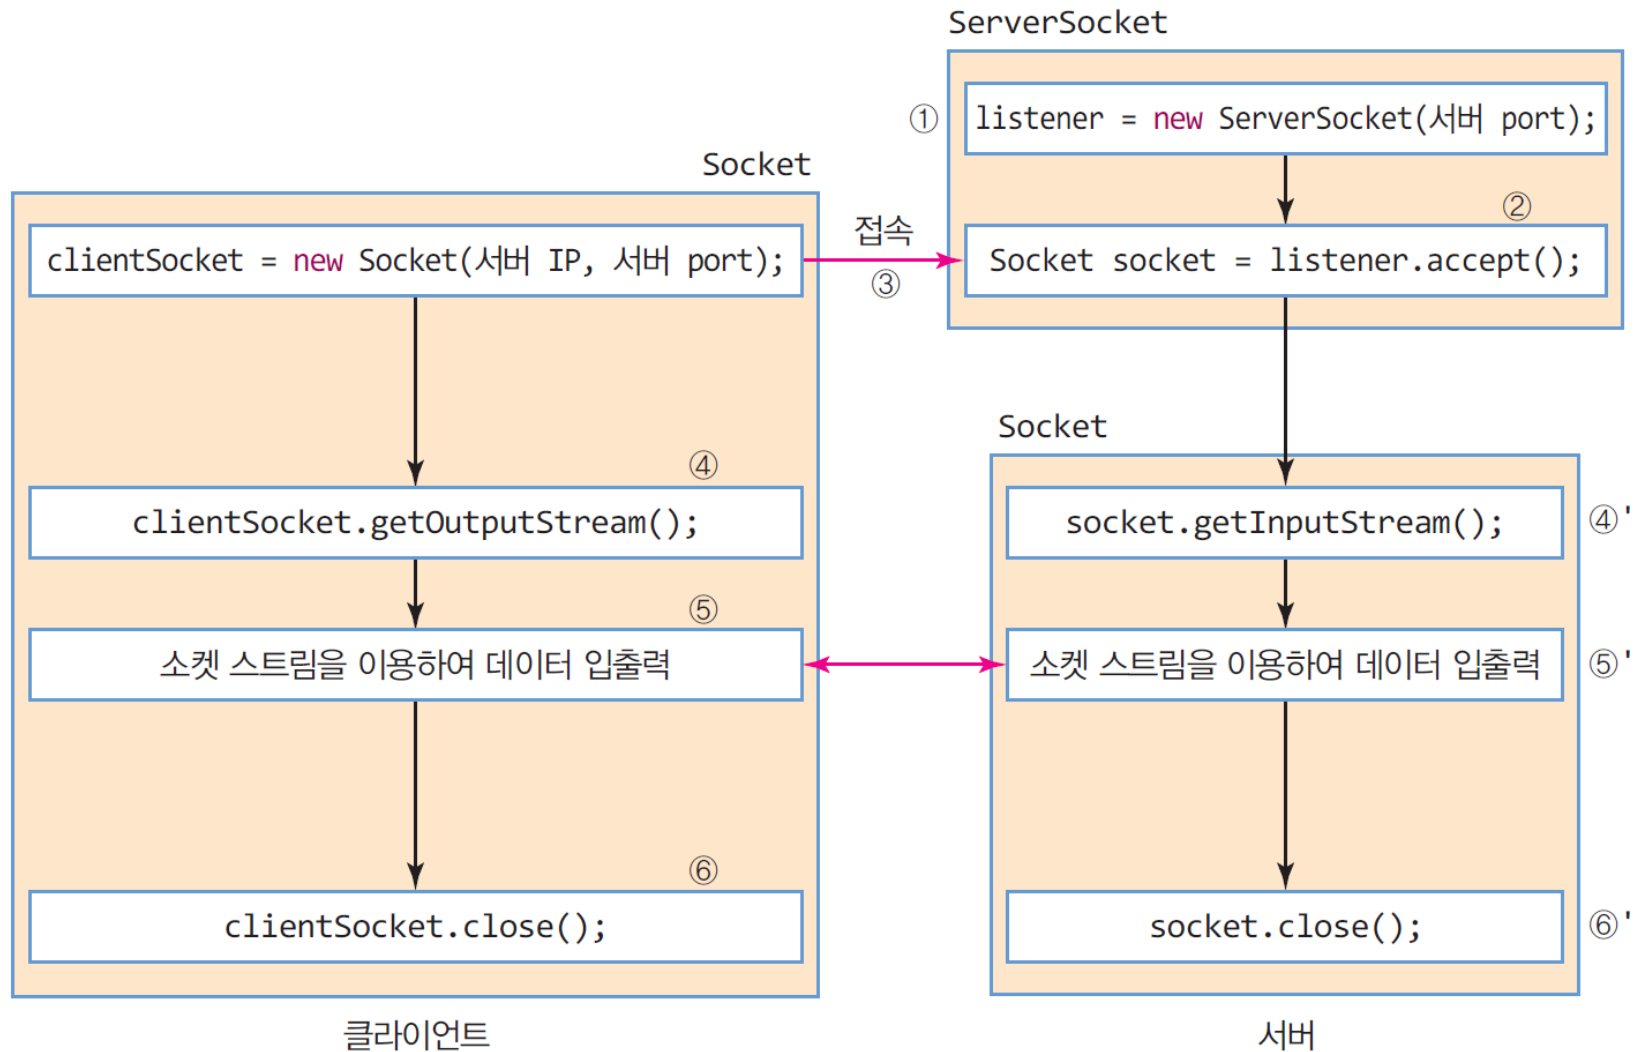 ServerSocket
① listener = new ServerSocket(서버 port);
②
Socket socket = listener.accept();
Socket
clientSocket = new Socket(서버 IP, 서버 port);
접속
③
④
clientSocket.getOutputStream();
⑤
소켓 스트림을 이용하여 데이터 입출력
⑥
clientSocket.close();
클라이언트
Socket
socket.getInputStream(); ④'
소켓 스트림을 이용하여 데이터 입출력 ⑤'
socket.close(); ⑥'
서버